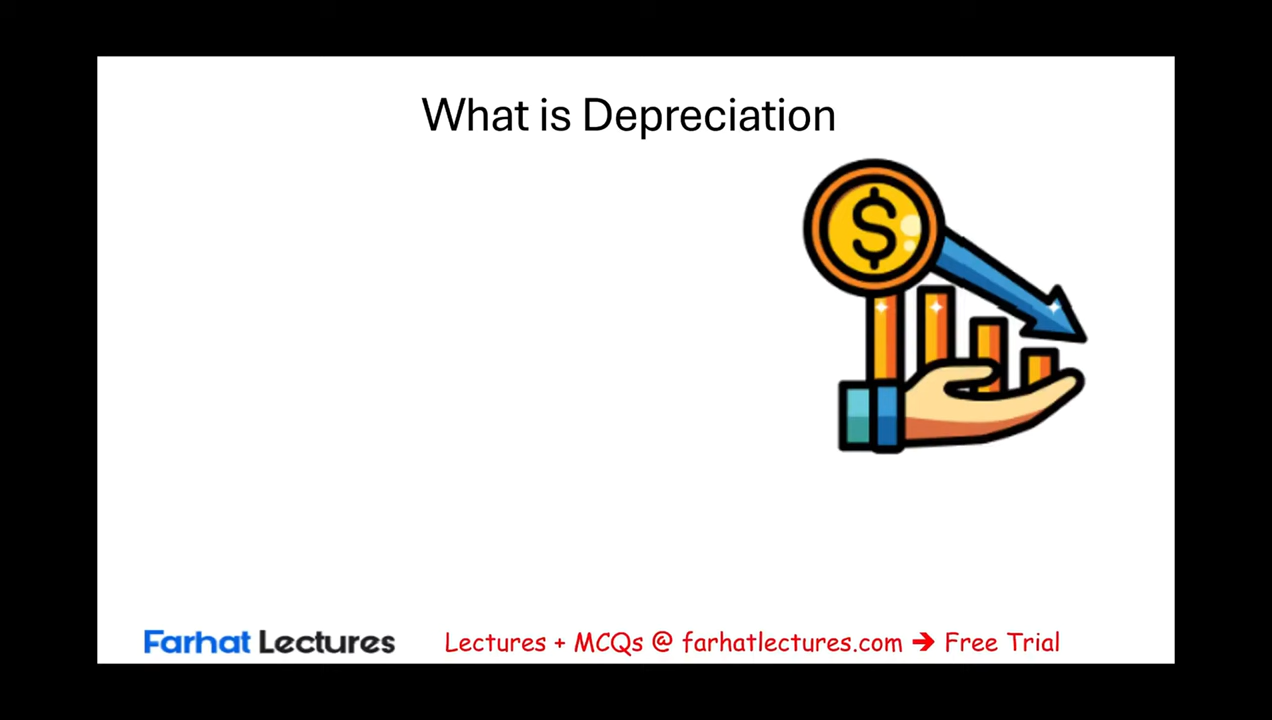 What is Depreciation
$
Farhat Lectures Lectures + MCQs @ farhatlectures.com → Free Trial